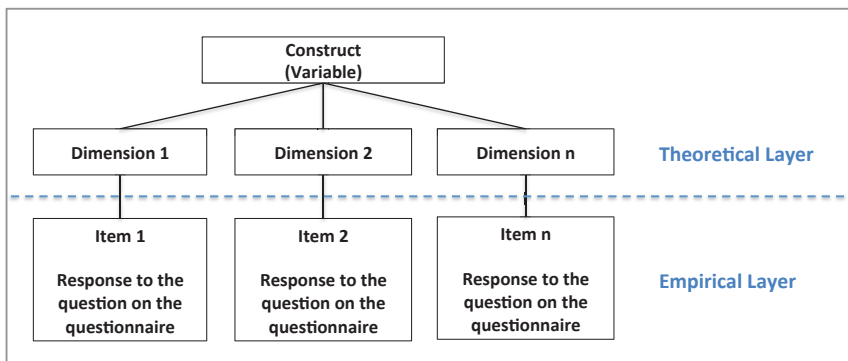 Construct
(Variable)
Dimension 1
Dimension 2
Dimension n
Theoretical Layer
Item 1
Response to the
question on the
questionnaire
Item 2
Response to the
question on the
questionnaire
Item n
Response to the
question on the
questionnaire
Empirical Layer